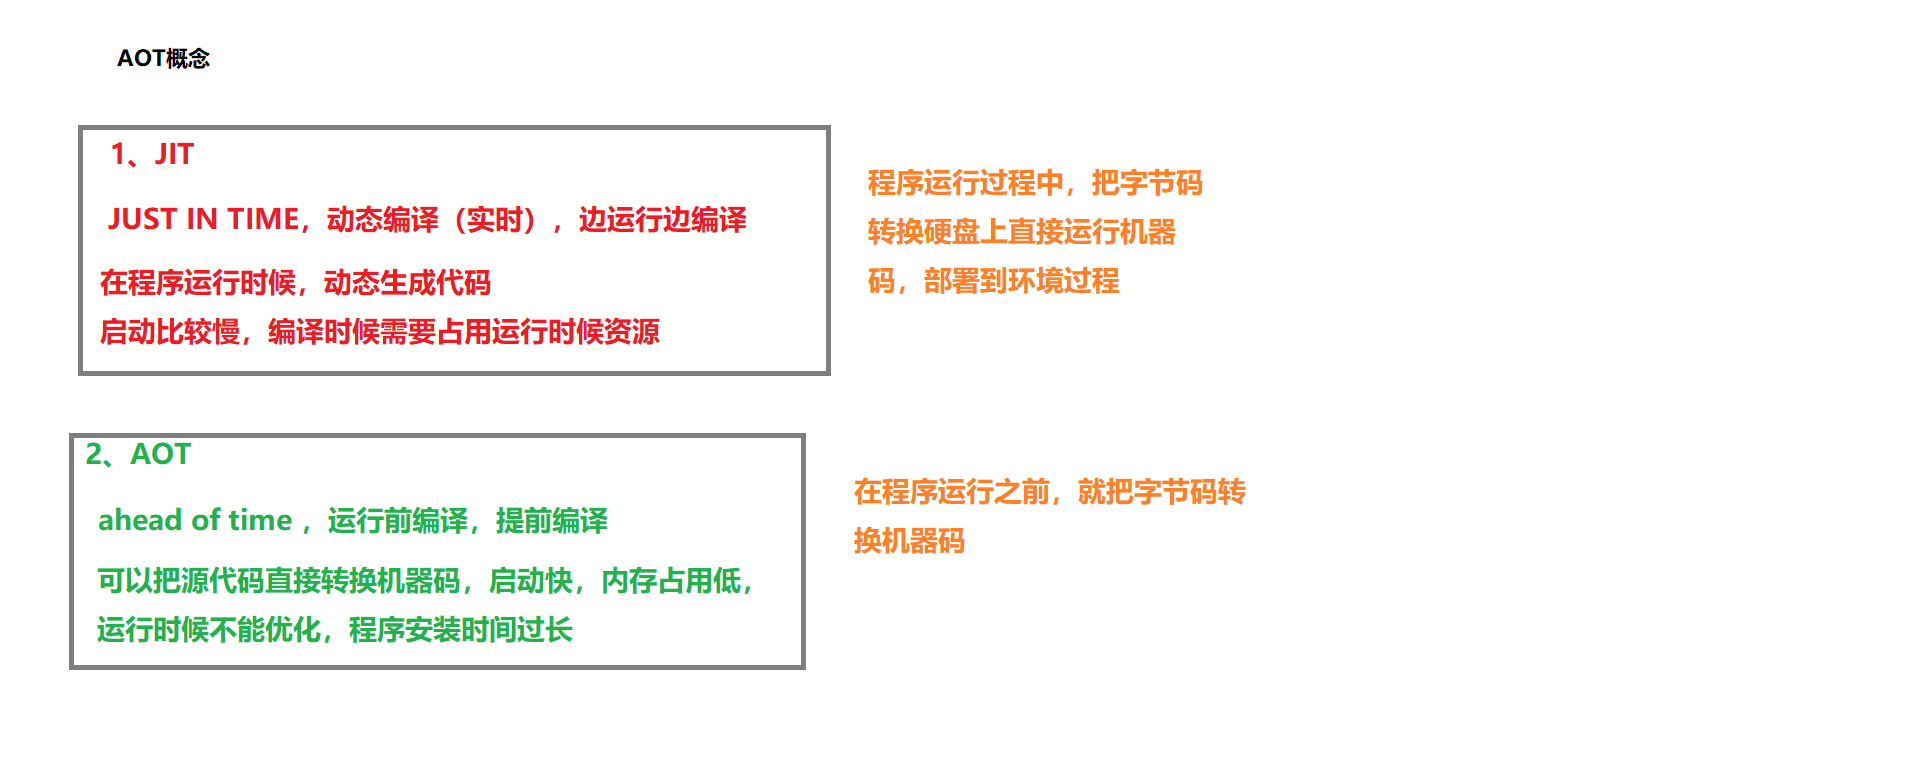 AOT概念
1、JIT
JUST IN TIME，动态编译（实时），边运行边编译
在程序运行时候，动态生成代码
启动比较慢，编译时候需要占用运行时候资源
程序运行过程中，把字节码
转换硬盘上直接运行机器
码，部署到环境过程
2、AOT
ahead of time ，运行前编译，提前编译
可以把源代码直接转换机器码，启动快，内存占用低，
运行时候不能优化，程序安装时间过长
在程序运行之前，就把字节码转
换机器码